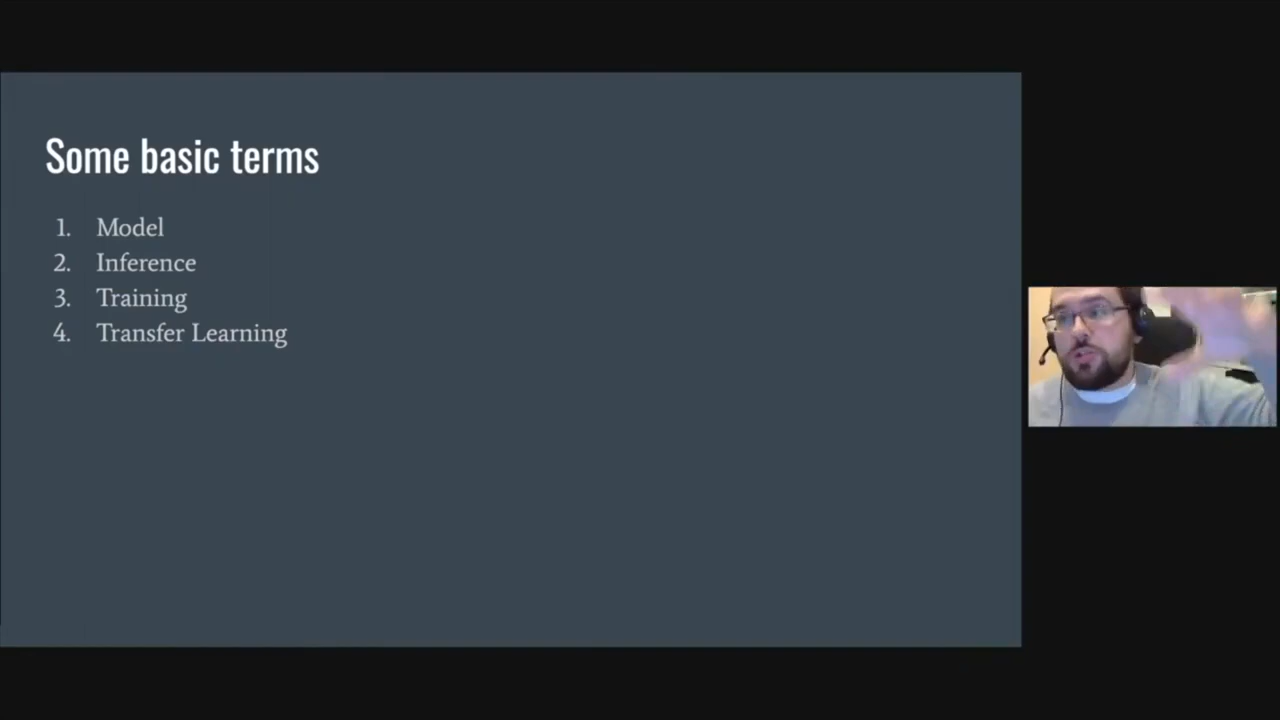 Some basic terms
1. Model
2. Inference
3. Training
4. Transfer Learning